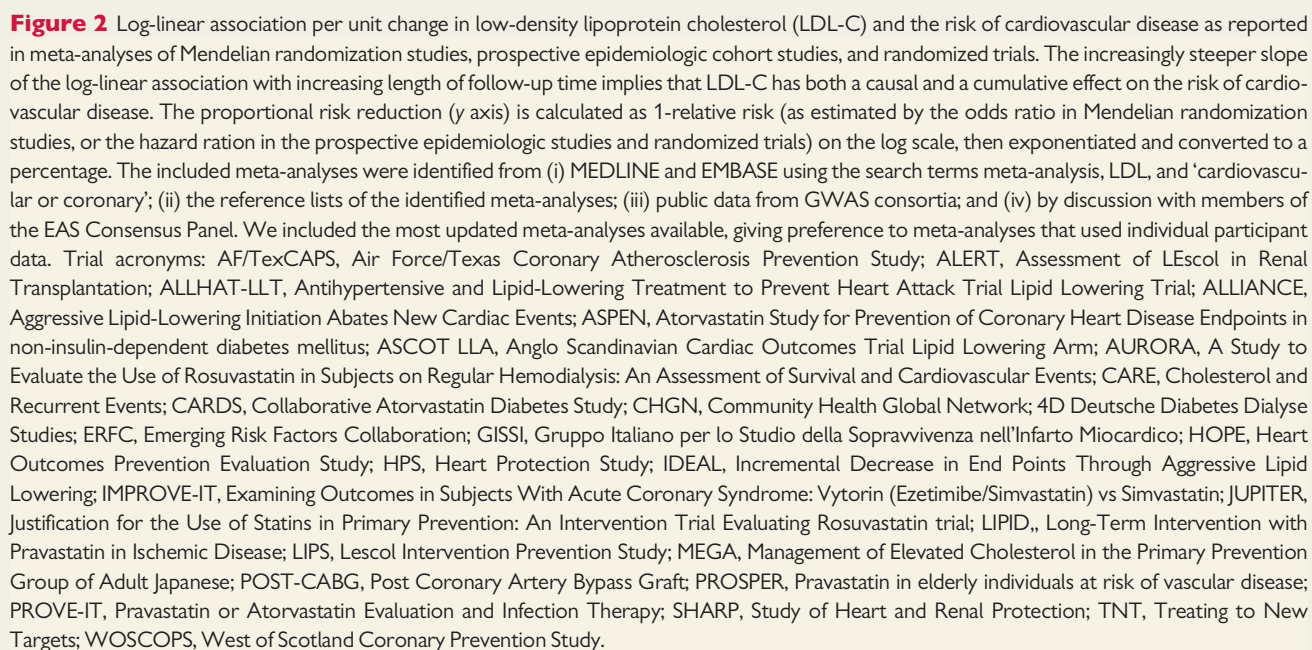 Figure 2 Log-linear association per unit change in low-density lipoprotein cholesterol (LDL-C) and the risk of cardiovascular disease as reported
in meta-analyses of Mendelian randomization studies, prospective epidemiologic cohort studies, and randomized trials. The increasingly steeper slope
of the log-linear association with increasing length of follow-up time implies that LDL-C has both a causal and a cumulative effect on the risk of cardio-
vascular disease. The proportional risk reduction (y axis) is calculated as 1-relative risk (as estimated by the odds ratio in Mendelian randomization
studies, or the hazard ration in the prospective epidemiologic studies and randomized trials) on the log scale, then exponentiated and converted to a
percentage. The included meta-analyses were identified from (i) MEDLINE and EMBASE using the search terms meta-analysis, LDL, and ‘cardiovascu-
lar or coronary’; (ii) the reference lists of the identified meta-analyses; (iii) public data from GWAS consortia; and (iv) by discussion with members of
the EAS Consensus Panel. We included the most updated meta-analyses available, giving preference to meta-analyses that used individual participant
data. Trial acronyms: AF/TexCAPS, Air Force/Texas Coronary Atherosclerosis Prevention Study; ALERT, Assessment of LEscol in Renal
Transplantation; ALLHAT-LLT, Antihypertensive and Lipid-Lowering Treatment to Prevent Heart Attack Trial Lipid Lowering Trial; ALLIANCE,
Aggressive Lipid-Lowering Initiation Abates New Cardiac Events; ASPEN, Atorvastatin Study for Prevention of Coronary Heart Disease Endpoints in
non-insulin-dependent diabetes mellitus; ASCOT LLA, Anglo Scandinavian Cardiac Outcomes Trial Lipid Lowering Arm; AURORA, A Study to
Evaluate the Use of Rosuvastatin in Subjects on Regular Hemodialysis: An Assessment of Survival and Cardiovascular Events; CARE, Cholesterol and
Recurrent Events; CARDS, Collaborative Atorvastatin Diabetes Study; CHGN, Community Health Global Network; 4D Deutsche Diabetes Dialyse
Studies; ERFC, Emerging Risk Factors Collaboration; GISSI, Gruppo Italiano per lo Studio della Sopravvivenza nell’Infarto Miocardico; HOPE, Heart
Outcomes Prevention Evaluation Study; HPS, Heart Protection Study; IDEAL, Incremental Decrease in End Points Through Aggressive Lipid
Lowering; IMPROVE-IT, Examining Outcomes in Subjects With Acute Coronary Syndrome: Vytorin (Ezetimibe/Simvastatin) vs Simvastatin; JUPITER,
Justification for the Use of Statins in Primary Prevention: An Intervention Trial Evaluating Rosuvastatin trial; LIPID,, Long-Term Intervention with
Pravastatin in Ischemic Disease; LIPS, Lescol Intervention Prevention Study; MEGA, Management of Elevated Cholesterol in the Primary Prevention
Group of Adult Japanese; POST-CABG, Post Coronary Artery Bypass Graft; PROSPER, Pravastatin in elderly individuals at risk of vascular disease;
PROVE-IT, Pravastatin or Atorvastatin Evaluation and Infection Therapy; SHARP, Study of Heart and Renal Protection; TNT, Treating to New
Targets; WOSCOPS, West of Scotland Coronary Prevention Study.